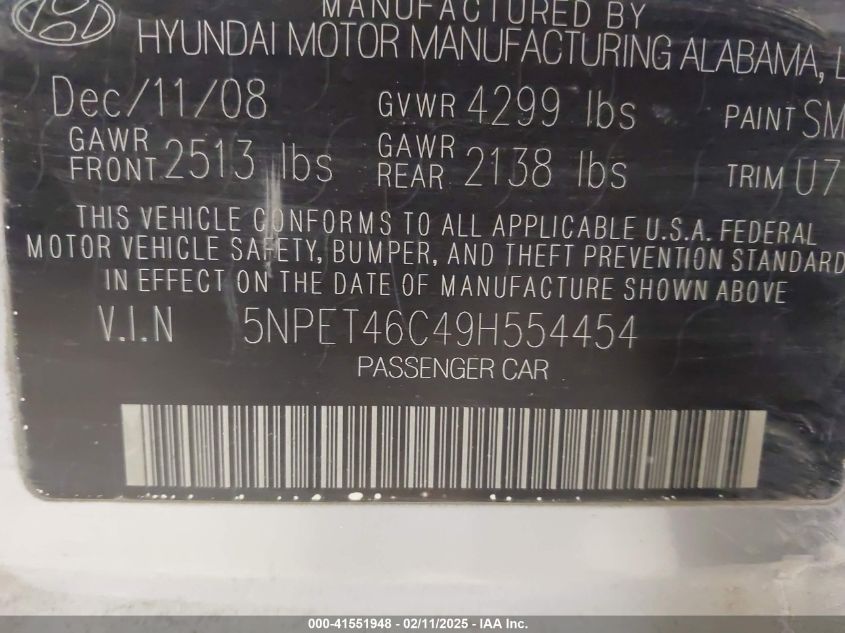 MANUFACTURED BY
HYUNDAI MOTOR MANUFACTURING ALABAMA, L
Dec/11/08 GVWR 4299 lbs PAINT SM
GAWR FRONT 2513 lbs GAWR REAR 2138 lbs TRIM U7
THIS VEHICLE CONFORMS TO ALL APPLICABLE U.S.A. FEDERAL
MOTOR VEHICLE SAFETY, BUMPER, AND THEFT PREVENTION STANDARD
IN EFFECT ON THE DATE OF MANUFACTURE SHOWN ABOVE
V.I.N 5NPET46C49H554454
PASSENGER CAR
000-41551948 - 02/11/2025 - © IAA, Inc.